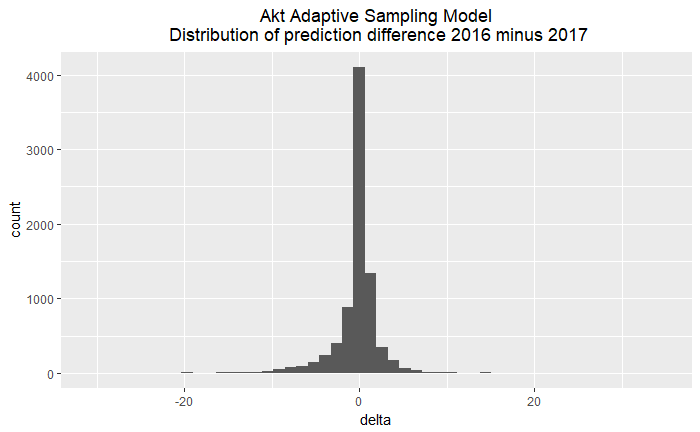 Akt Adaptive Sampling Model
Distribution of prediction difference 2016 minus 2017
4000
3000
2000
1000
0
count
-20
0
20
delta